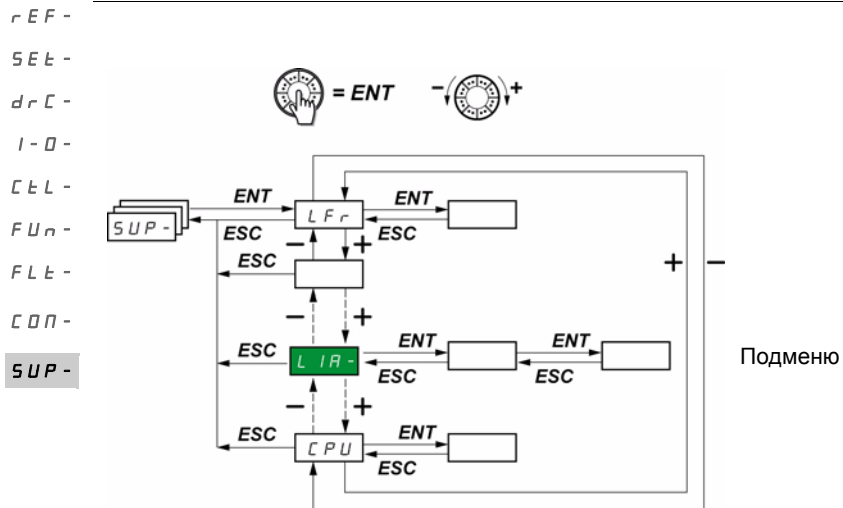 rEF-
SEt-
drC-
I-O-
CtL-
FUn-
FLt-
COM-
SUP-
= ENT
- +
SUP-
ENT
ESC
LFr
ENT
ESC
- +
ESC
+ -
- +
ESC
LIA-
ENT
ESC
ENT
ESC
Подменю
- +
ESC
CPU
ENT
ESC